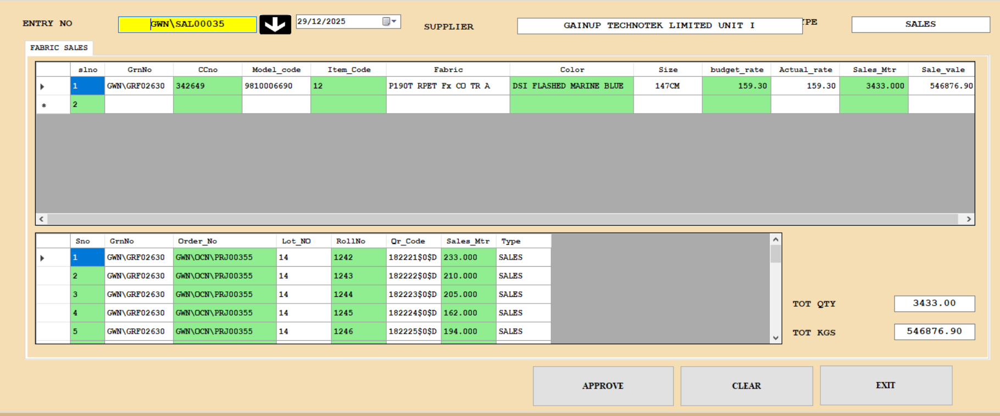 ENTRY NO GWN\SAL00035 29/12/2025 SUPPLIER GAINUP TECHNOTEK LIMITED UNIT I YPE SALES
FABRIC SALES
slno GrnNo CCno Model_code Item_Code Fabric Color Size budget_rate Actual_rate Sales_Mtr Sale_vale
1 GWN\GRF02630 342649 9810006690 12 P190T RPET Fx CO TR A DSI FLASHED MARINE BLUE 147CM 159.30 159.30 3433.000 546876.90
2
Sno GrnNo Order_No Lot_NO RollNo Qr_Code Sales_Mtr Type
1 GWN\GRF02630 GWN\OCN\PRJ00355 14 1242 182221$0$D 233.000 SALES
2 GWN\GRF02630 GWN\OCN\PRJ00355 14 1243 182222$0$D 210.000 SALES
3 GWN\GRF02630 GWN\OCN\PRJ00355 14 1244 182223$0$D 205.000 SALES
4 GWN\GRF02630 GWN\OCN\PRJ00355 14 1245 182224$0$D 162.000 SALES
5 GWN\GRF02630 GWN\OCN\PRJ00355 14 1246 182225$0$D 194.000 SALES
TOT QTY 3433.00
TOT KGS 546876.90
APPROVE CLEAR EXIT